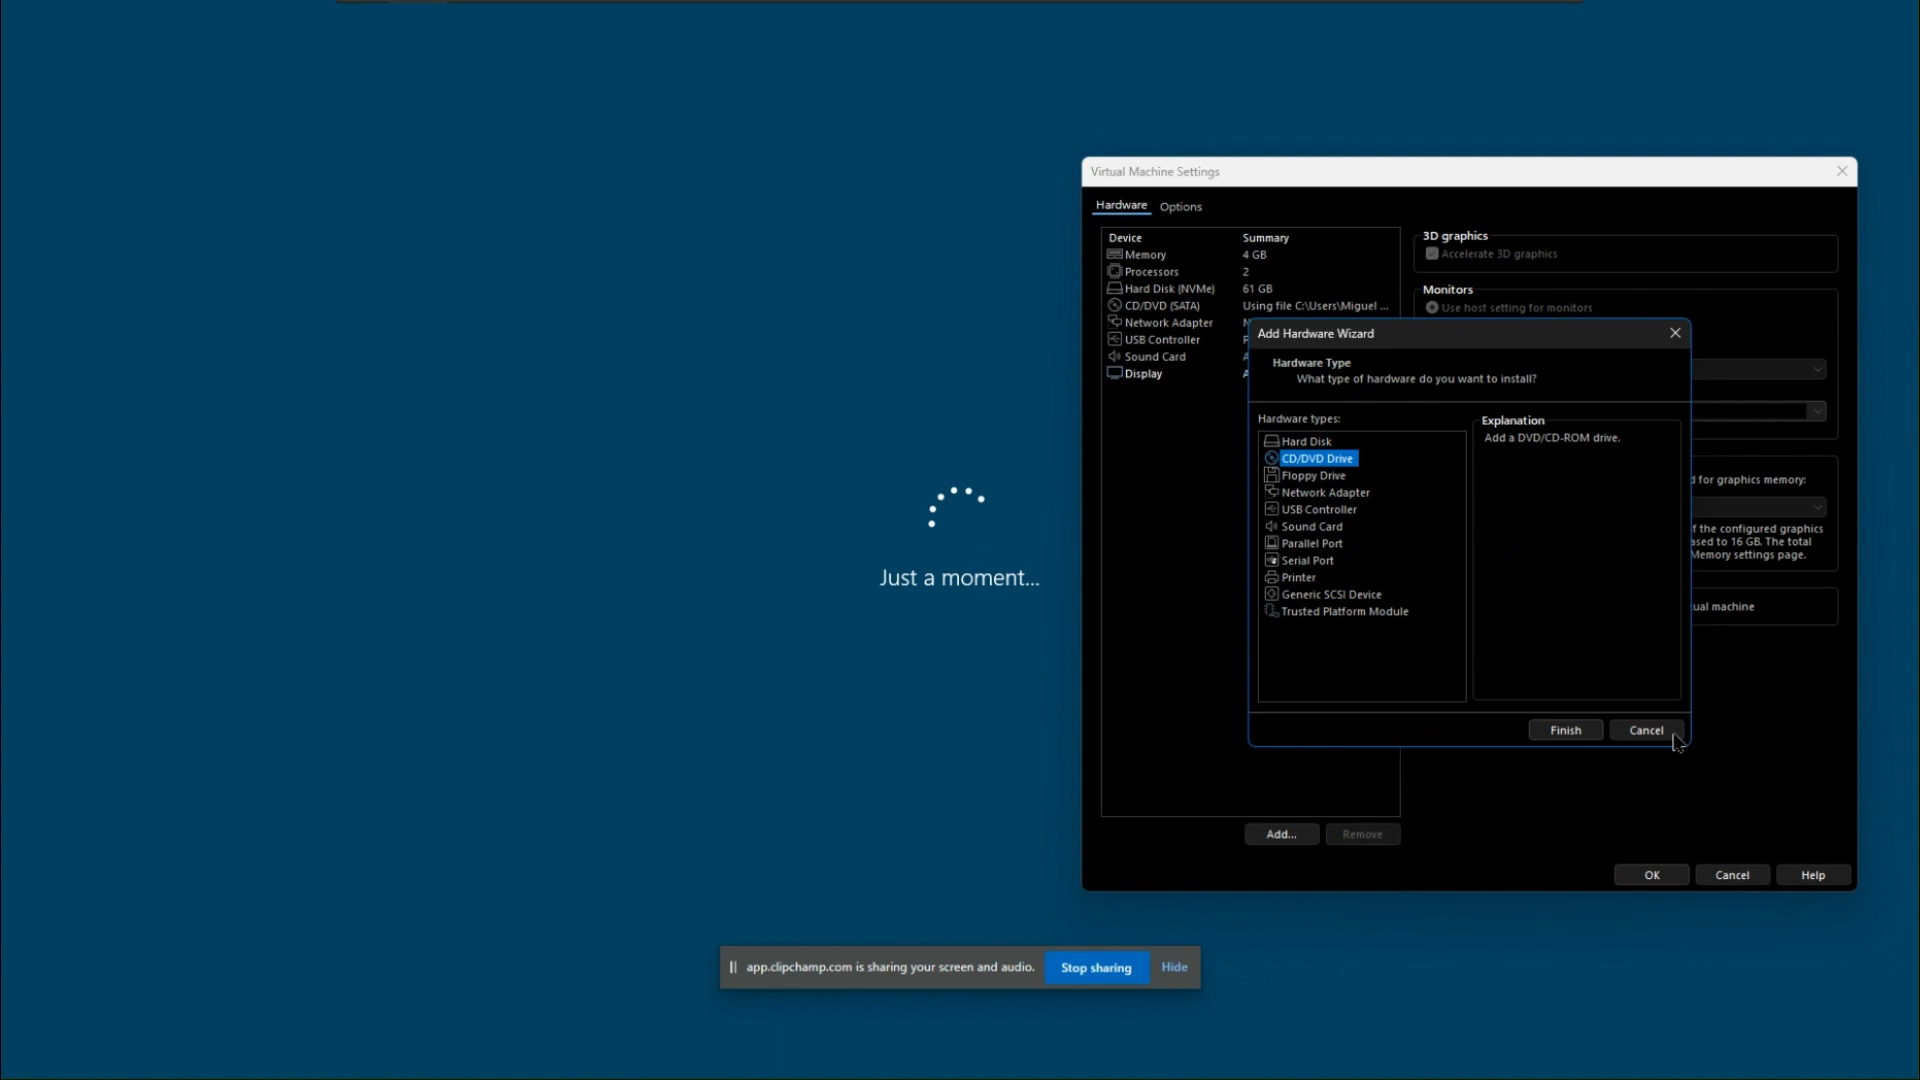 Virtual Machine Settings
Hardware Options
Device Summary
Memory 4 GB
Processors 2
Hard Disk (NVMe) 61 GB
CD/DVD (SATA) Using file C:\Users\Miguel ...
Network Adapter
USB Controller
Sound Card
Display
3D graphics
Accelerate 3D graphics
Monitors
Use host setting for monitors
for graphics memory:
f the configured graphics
ased to 16 GB. The total
Memory settings page.
ual machine
Add Hardware Wizard
Hardware Type
What type of hardware do you want to install?
Hardware types:
Hard Disk
CD/DVD Drive
Floppy Drive
Network Adapter
USB Controller
Sound Card
Parallel Port
Serial Port
Printer
Generic SCSI Device
Trusted Platform Module
Explanation
Add a DVD/CD-ROM drive.
Finish Cancel
Add... Remove
OK Cancel Help
Just a moment...
app.clipchamp.com is sharing your screen and audio. Stop sharing Hide